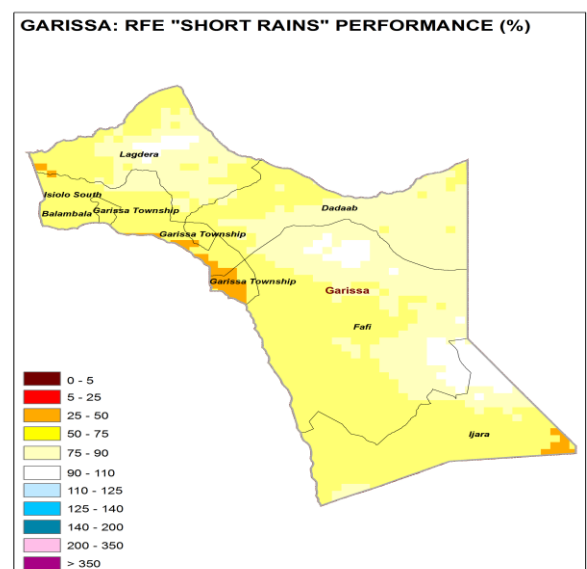 GARISSA: RFE "SHORT RAINS" PERFORMANCE (%)
Lagdera
Isiolo South
Balambala
Garissa Township
Dadaab
Garissa Township
Garissa Township
Garissa
Fafi
Ijara
0 - 5
5 - 25
25 - 50
50 - 75
75 - 90
90 - 110
110 - 125
125 - 140
140 - 200
200 - 350
> 350